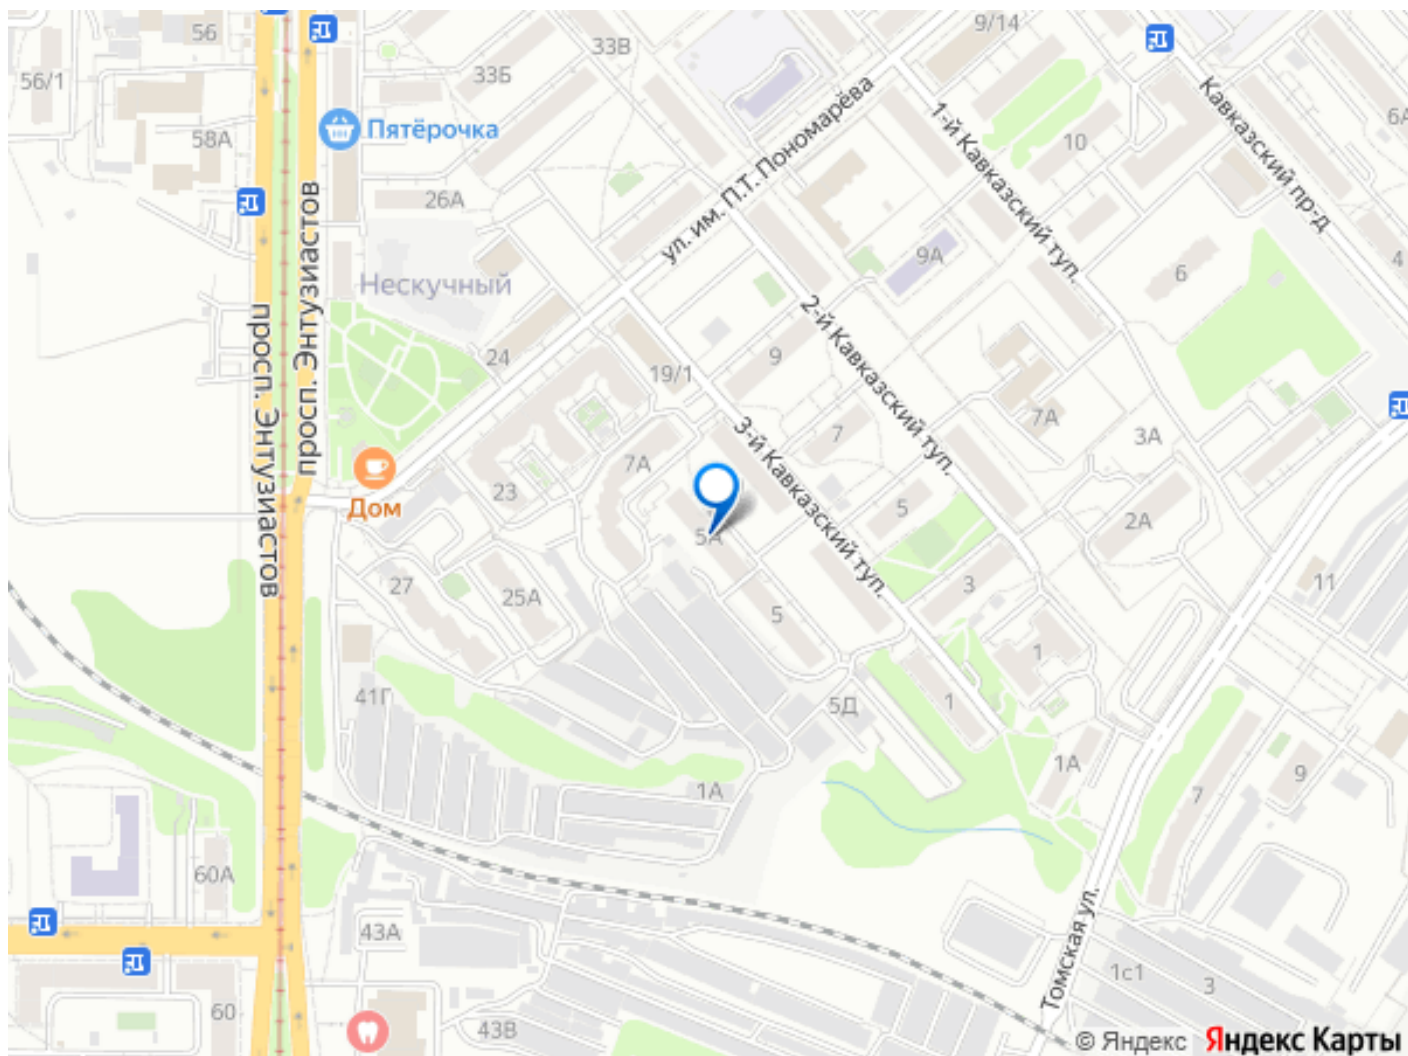 56
9/14
33В
33Б
56/1
Пятёрочка
58А
10
6А
Кавказский пр-д
1-й Кавказский туп.
ул. им. П.Т. Пономарёва
26А
просп. Энтузиастов
просп. Энтузиастов
Нескучный
9А
6
4
2-й Кавказский туп.
24
9
19/1
7А
3А
7
3-й Кавказский туп.
7А
23
Дом
5
2А
5А
27
25А
3
11
5
1
41Г
5Д
1
1А
1А
7
9
60А
43А
Томская ул.
1с1
3
60
43В
© Яндекс Яндекс Карты